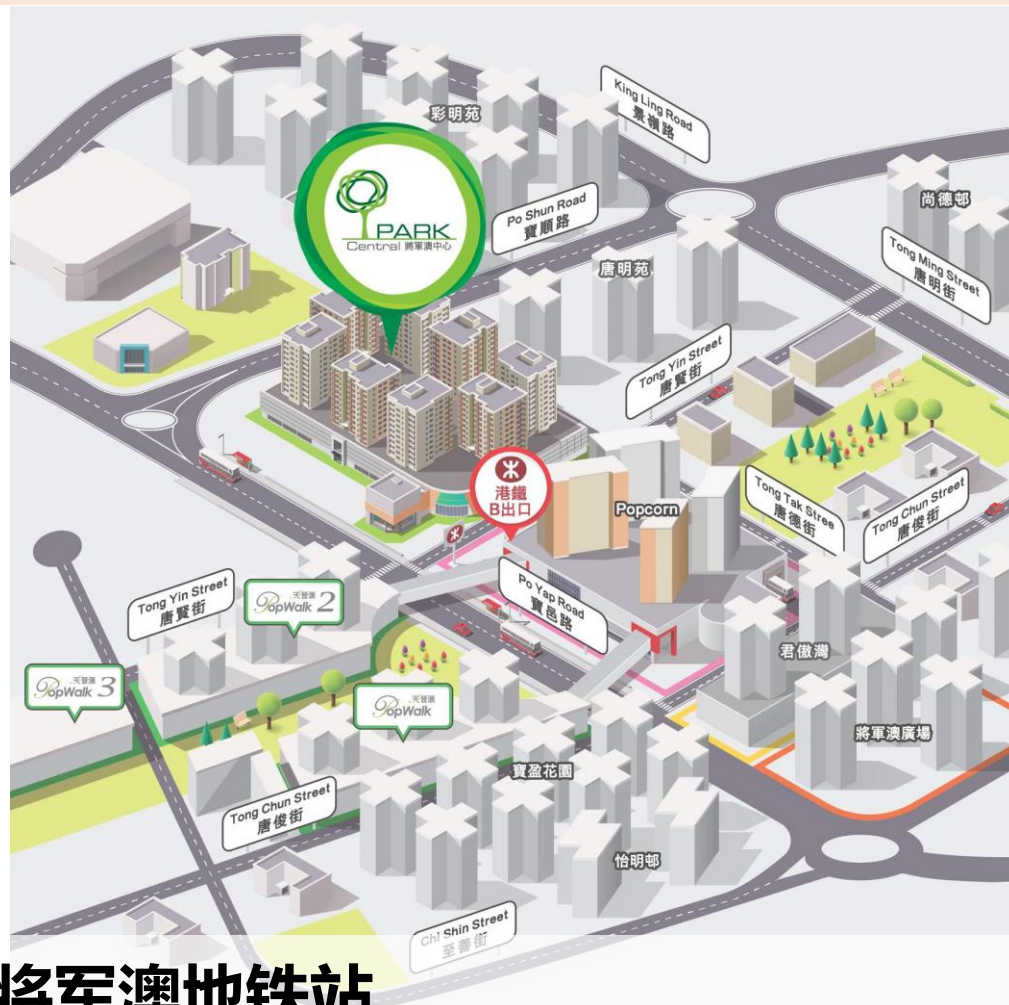 King Ling Road
景嶺路
彩明苑
PARK
Central 將軍澳中心
Po Shun Road
寶順路
尚德邨
Tong Ming Street
唐明街
唐明苑
Tong Yin Street
唐賢街
港鐵
B出口
Popcorn
Tong Tak Stree
唐德街
Tong Chun Street
唐俊街
Tong Yin Street
唐賢街
天晉滙
PopWalk 2
Po Yap Road
寶邑路
君傲灣
天晉滙
PopWalk 3
天晉滙
PopWalk
將軍澳廣場
寶盈花園
Tong Chun Street
唐俊街
怡明邨
Chi Shin Street
至善街
将军澳地铁站